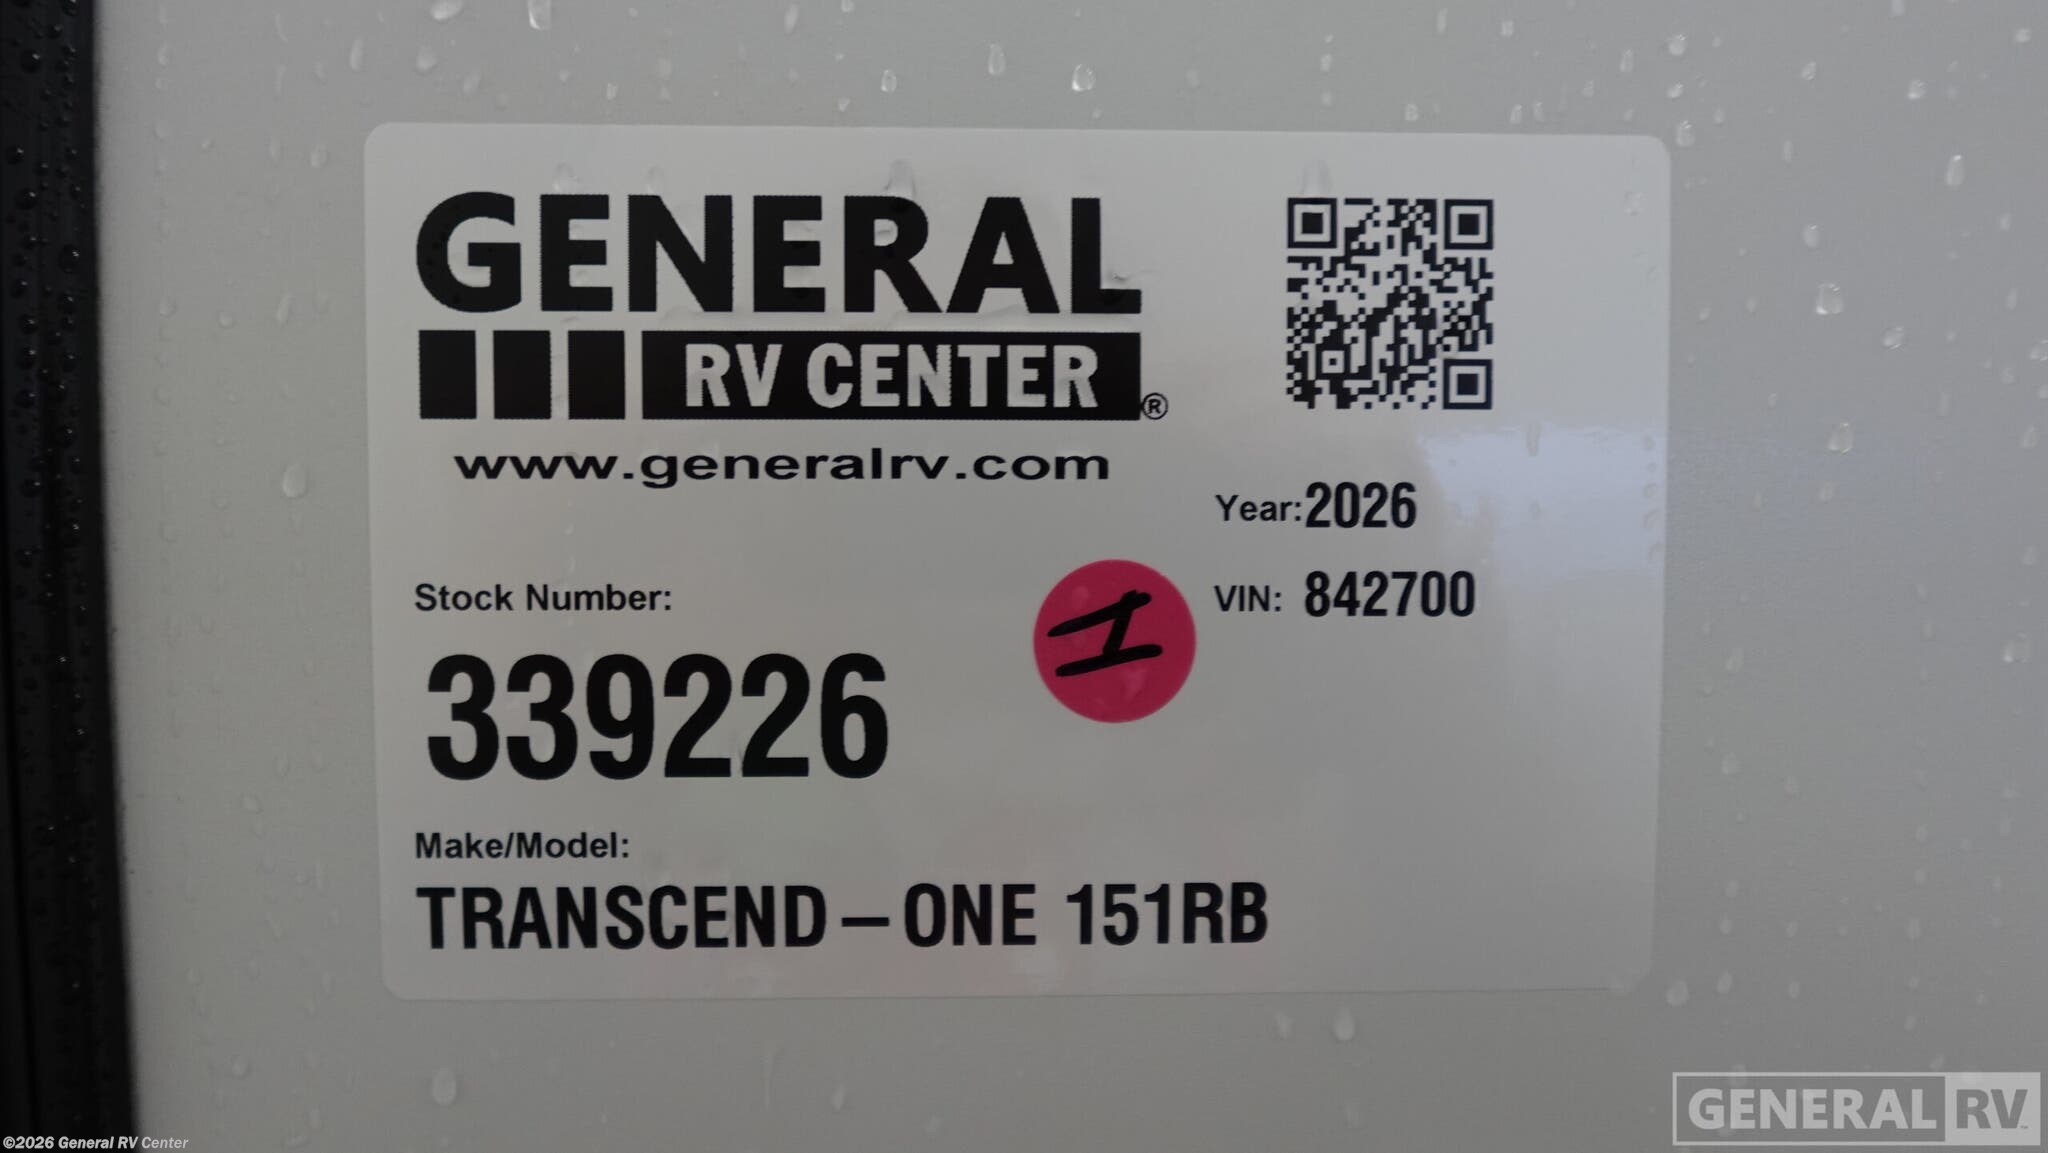 GENERAL
RV CENTER®
www.generalrv.com
Year: 2026
VIN: 842700
Stock Number:
339226
I
Make/Model:
TRANSCEND – ONE 151RB
GENERAL RV™
©2026 General RV Center